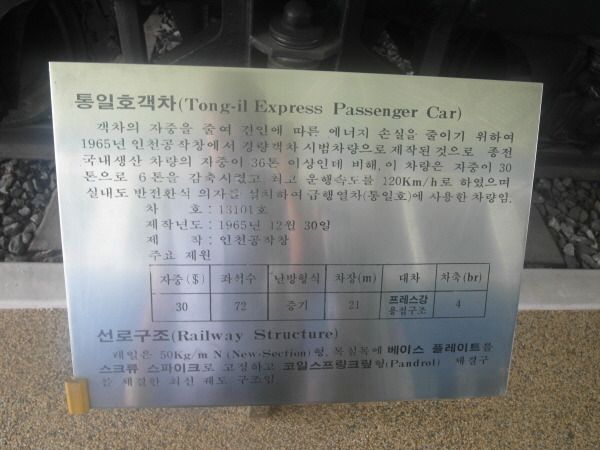 통일호객차(Tong-il Express Passenger Car)
객차의 자중을 줄여 견인에 따른 에너지 손실을 줄이기 위하여
1965년 인천공작창에서 경량객차 시범차량으로 제작된 것으로 종전
국내생산 차량의 자중이 36톤 이상인데 비해, 이 차량은 자중이 30
톤으로 6톤을 감축시켰고 최고 운행속도를 120Km/h로 하였으며
실내도 반전환식 의자를 설치하여 급행열차(통일호)에 사용한 차량임.
차 호 : 13101호
제작년도 : 1965년 12월 30일
제 작 : 인천공작창
주요 제원
자중($) 좌석수 난방형식 차장(m) 대차 차축(br)
30 72 증기 21 프레스강 용접구조 4
선로구조(Railway Structure)
레일은 50Kg/m N (New-Section) 형, 목침목에 베이스 플레이트를
스크류 스파이크로 고정하고 코일스프링크립형(Pandrol) 체결구
를 체결한 최신 궤도 구조임.